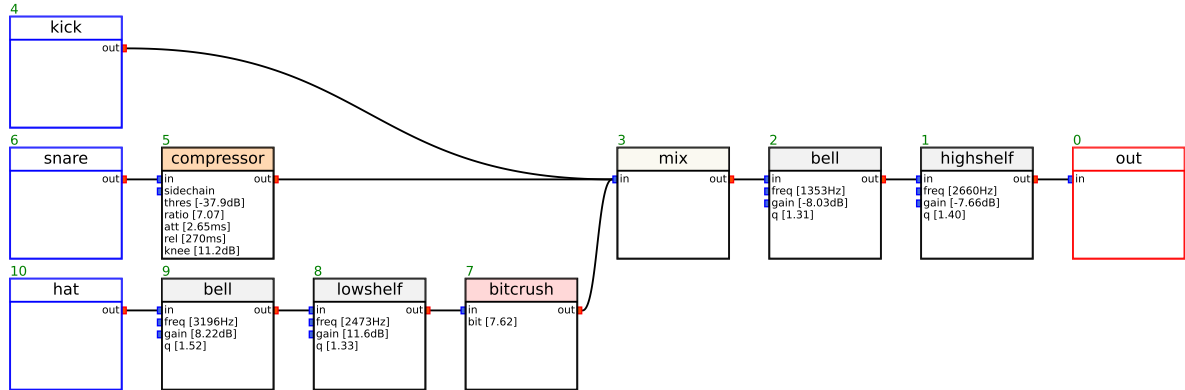 4
kick
out
6
snare
out
5
compressor
in out
sidechain
thres [-37.9dB]
ratio [7.07]
att [2.65ms]
rel [270ms]
knee [11.2dB]
3
mix
in out
2
bell
in out
freq [1353Hz]
gain [-8.03dB]
q [1.31]
1
highshelf
in out
freq [2660Hz]
gain [-7.66dB]
q [1.40]
0
out
in
10
hat
out
9
bell
in out
freq [3196Hz]
gain [8.22dB]
q [1.52]
8
lowshelf
in out
freq [2473Hz]
gain [11.6dB]
q [1.33]
7
bitcrush
in out
bit [7.62]